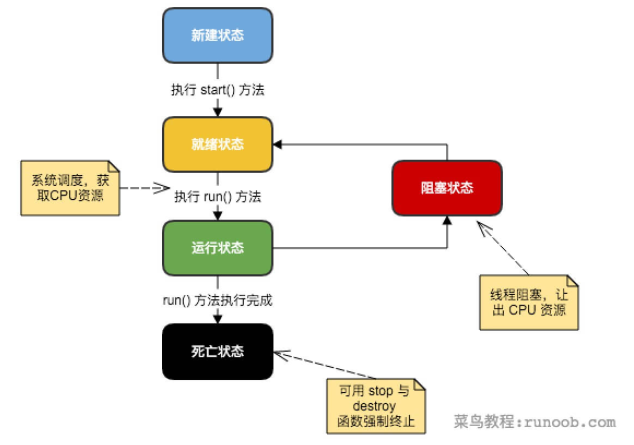 新建状态
执行 start() 方法
就绪状态
系统调度，获
取CPU资源
执行 run() 方法
阻塞状态
运行状态
线程阻塞，让
出 CPU 资源
run() 方法执行完成
死亡状态
可用 stop 与
destroy
函数强制终止
菜鸟教程:runoob.com